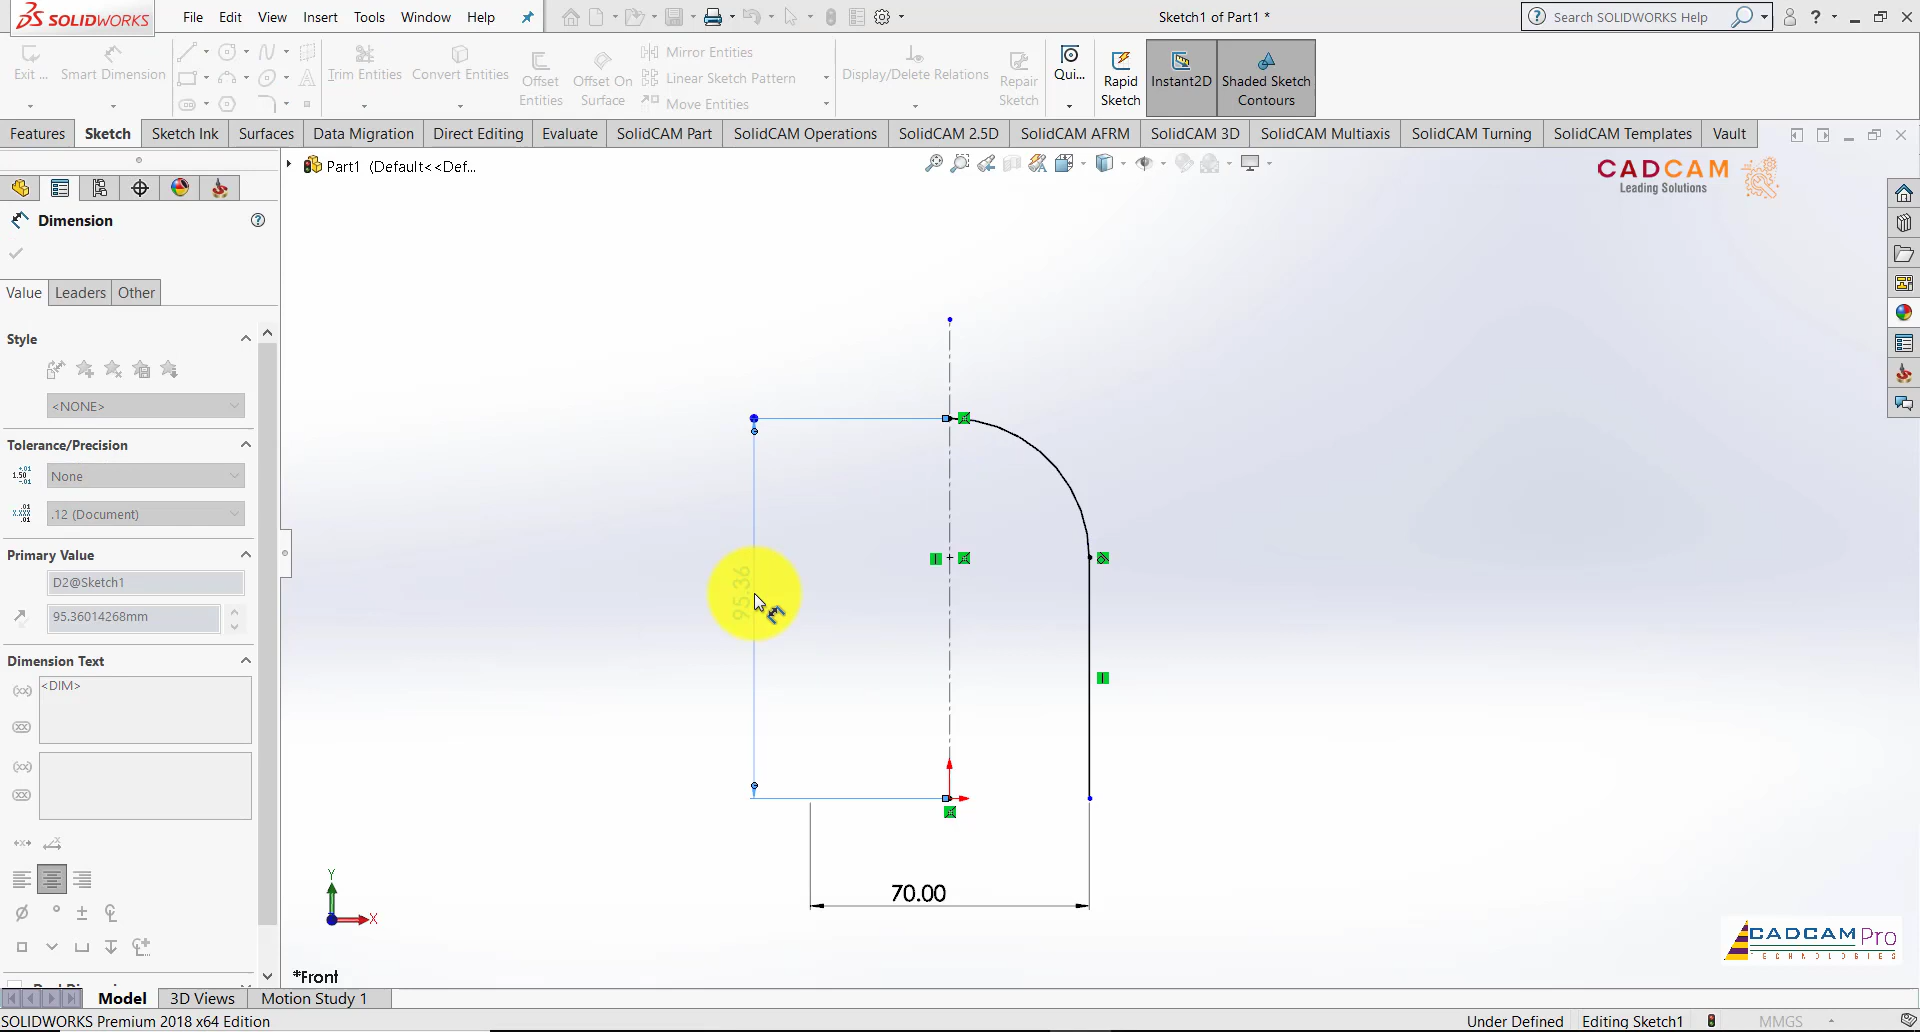 SOLIDWORKS
File Edit View Insert Tools Window Help
Sketch1 of Part1 *
Search SOLIDWORKS Help
?
Exit ...
Smart Dimension
Trim Entities
Convert Entities
Offset
Entities
Offset On
Surface
Mirror Entities
Linear Sketch Pattern
Move Entities
Display/Delete Relations
Repair
Sketch
Qui...
Rapid
Sketch
Instant2D
Shaded Sketch
Contours
Features Sketch Sketch Ink Surfaces Data Migration Direct Editing Evaluate SolidCAM Part SolidCAM Operations SolidCAM 2.5D SolidCAM AFRM SolidCAM 3D SolidCAM Multiaxis SolidCAM Turning SolidCAM Templates Vault
Part1 (Default<<Def...
CADCAM
Leading Solutions
Dimension
Value Leaders Other
Style
<NONE>
Tolerance/Precision
None
.12 (Document)
Primary Value
D2@Sketch1
95.36014268mm
Dimension Text
<DIM>
95.36
70.00
Y
X
*Front
CADCAM Pro
TECHNOLOGIES
Model 3D Views Motion Study 1
SOLIDWORKS Premium 2018 x64 Edition
Under Defined Editing Sketch1 MMGS